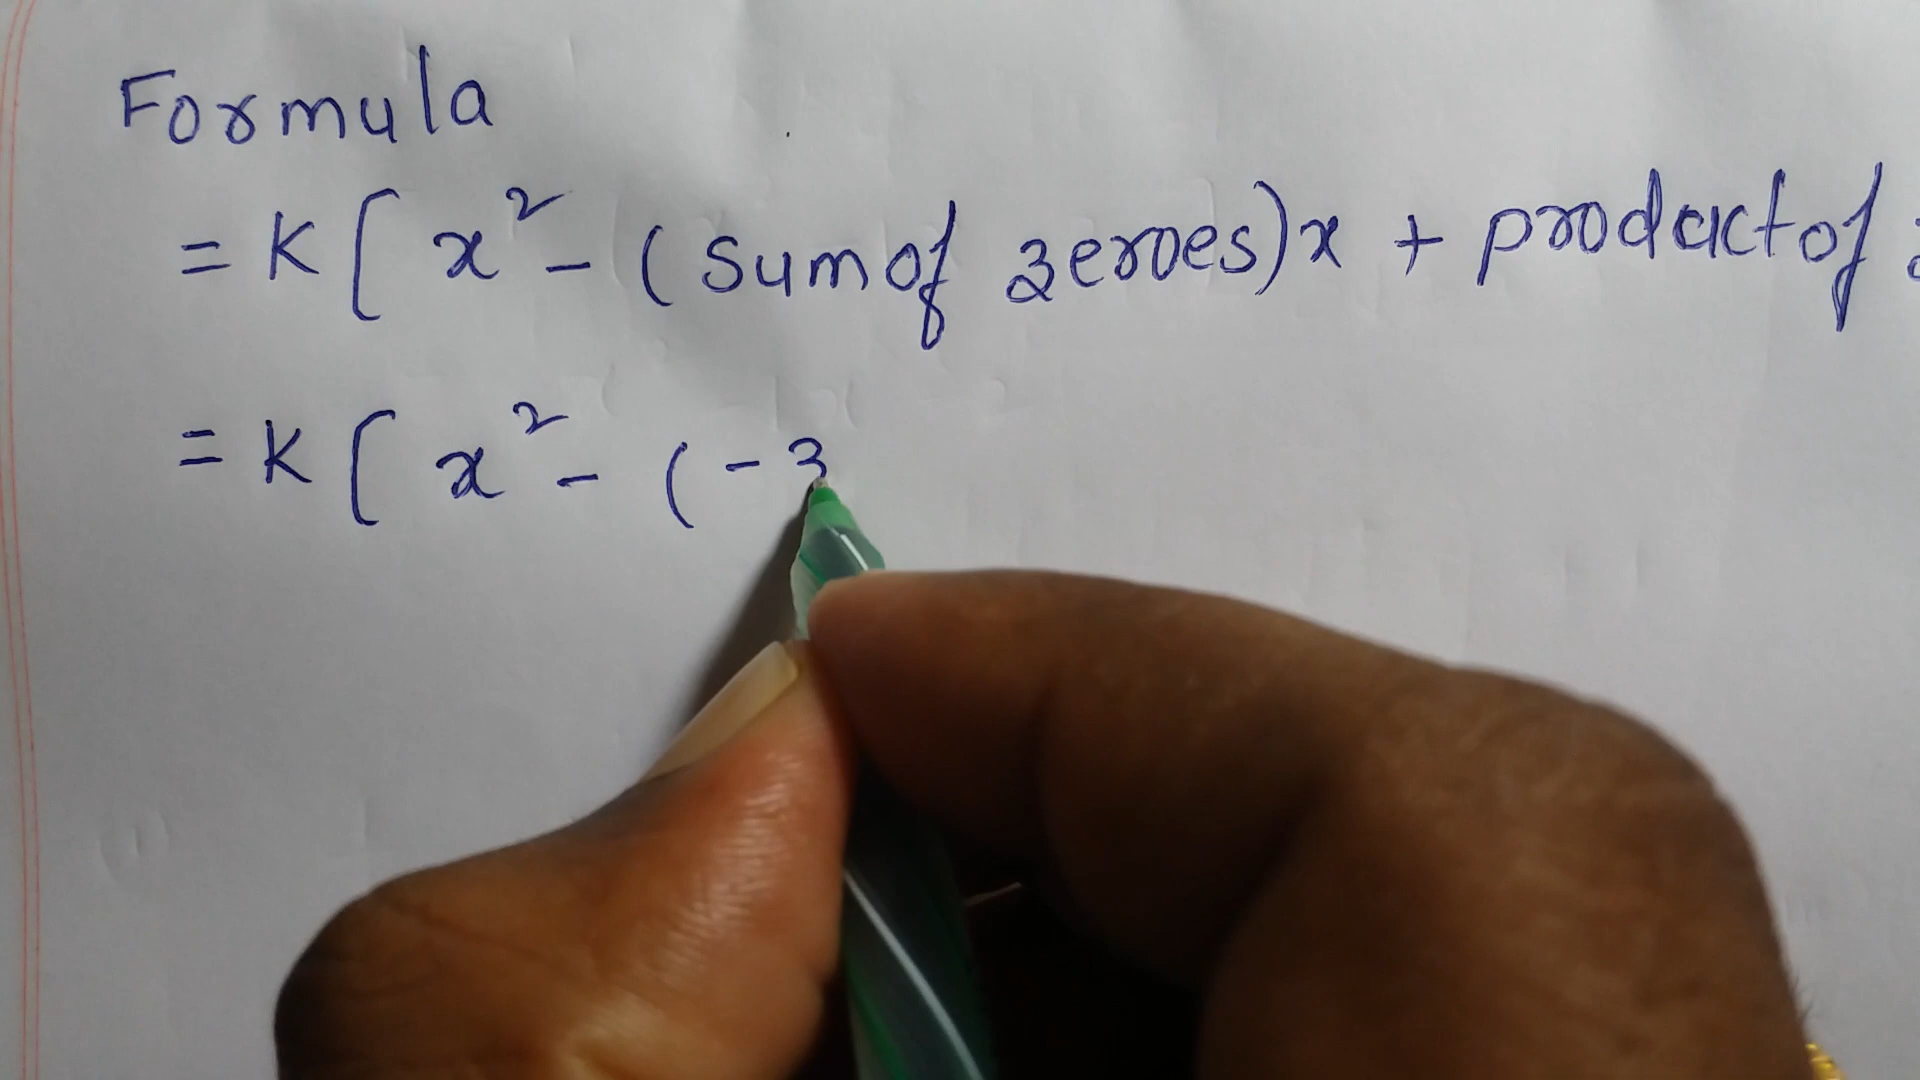 Formula
= K [ x² - ( Sum of zeroes) x + product of
= K [ x² - ( - 3